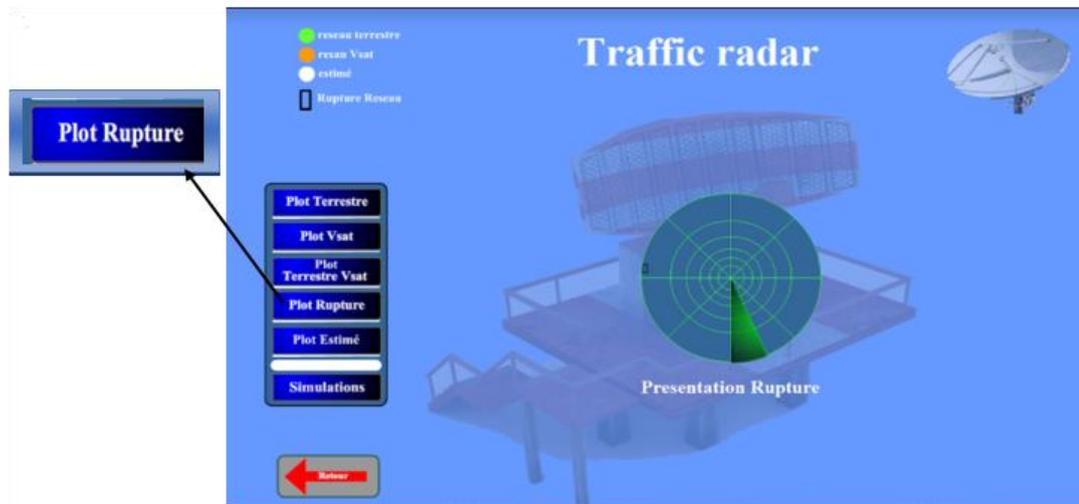 Plot Rupture
reseau terrestre
resau Vsat
estimé
Rupture Reseau
Traffic radar
Plot Terrestre
Plot Vsat
Plot
Terrestre Vsat
Plot Rupture
Plot Estimé
Simulations
Presentation Rupture
Retour